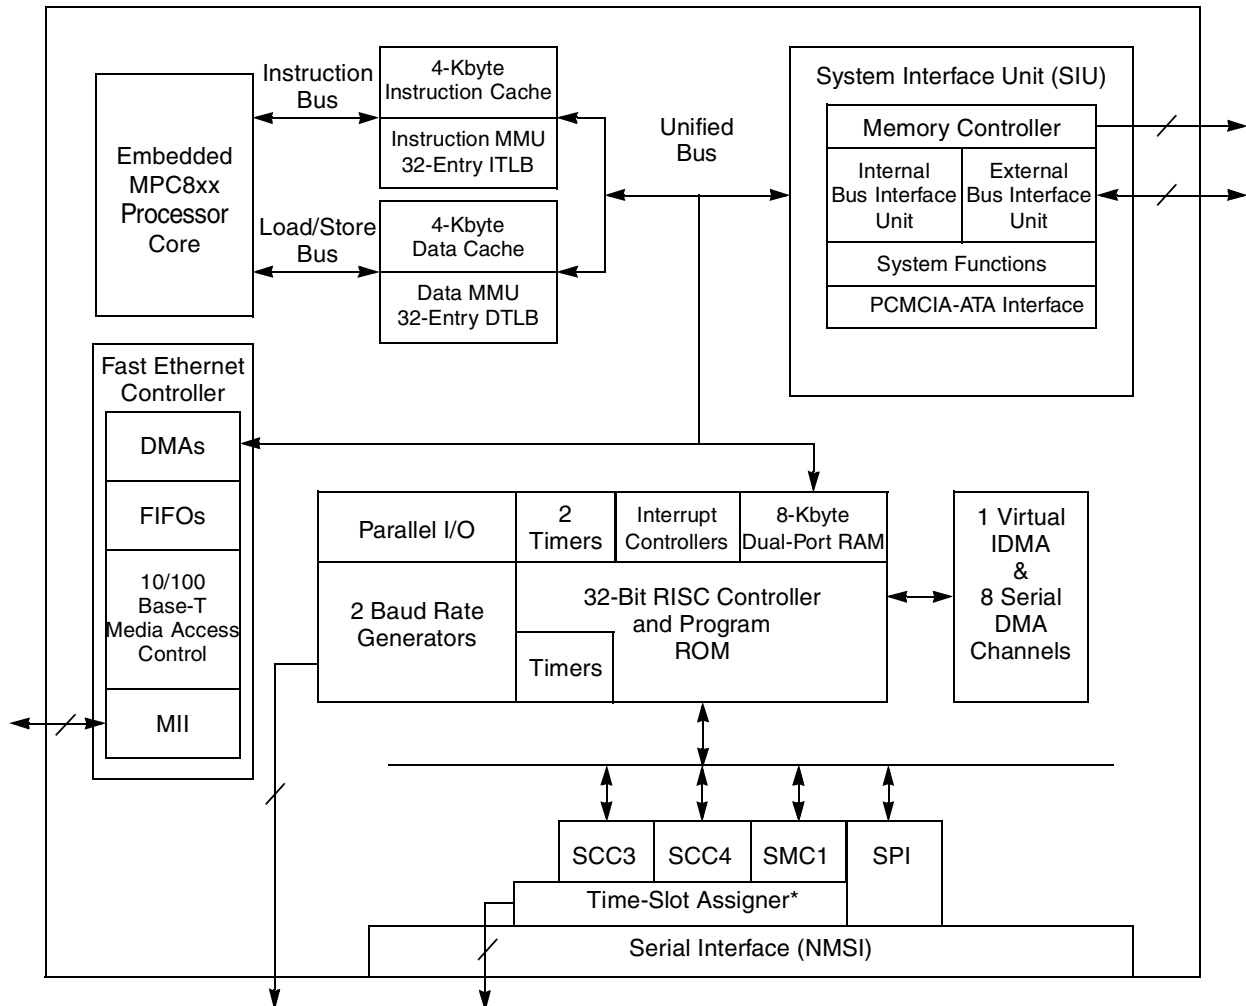 Embedded
MPC8xx
Processor
Core
Instruction
Bus
Load/Store
Bus
4-Kbyte
Instruction Cache
Instruction MMU
32-Entry ITLB
4-Kbyte
Data Cache
Data MMU
32-Entry DTLB
Unified
Bus
System Interface Unit (SIU)
Memory Controller
Internal
Bus Interface
Unit
External
Bus Interface
Unit
System Functions
PCMCIA-ATA Interface
Fast Ethernet
Controller
DMAs
FIFOs
10/100
Base-T
Media Access
Control
MII
Parallel I/O
2
Timers
Interrupt
Controllers
8-Kbyte
Dual-Port RAM
2 Baud Rate
Generators
32-Bit RISC Controller
and Program
ROM
Timers
1 Virtual
IDMA
&
8 Serial
DMA
Channels
SCC3
SCC4
SMC1
SPI
Time-Slot Assigner*
Serial Interface (NMSI)